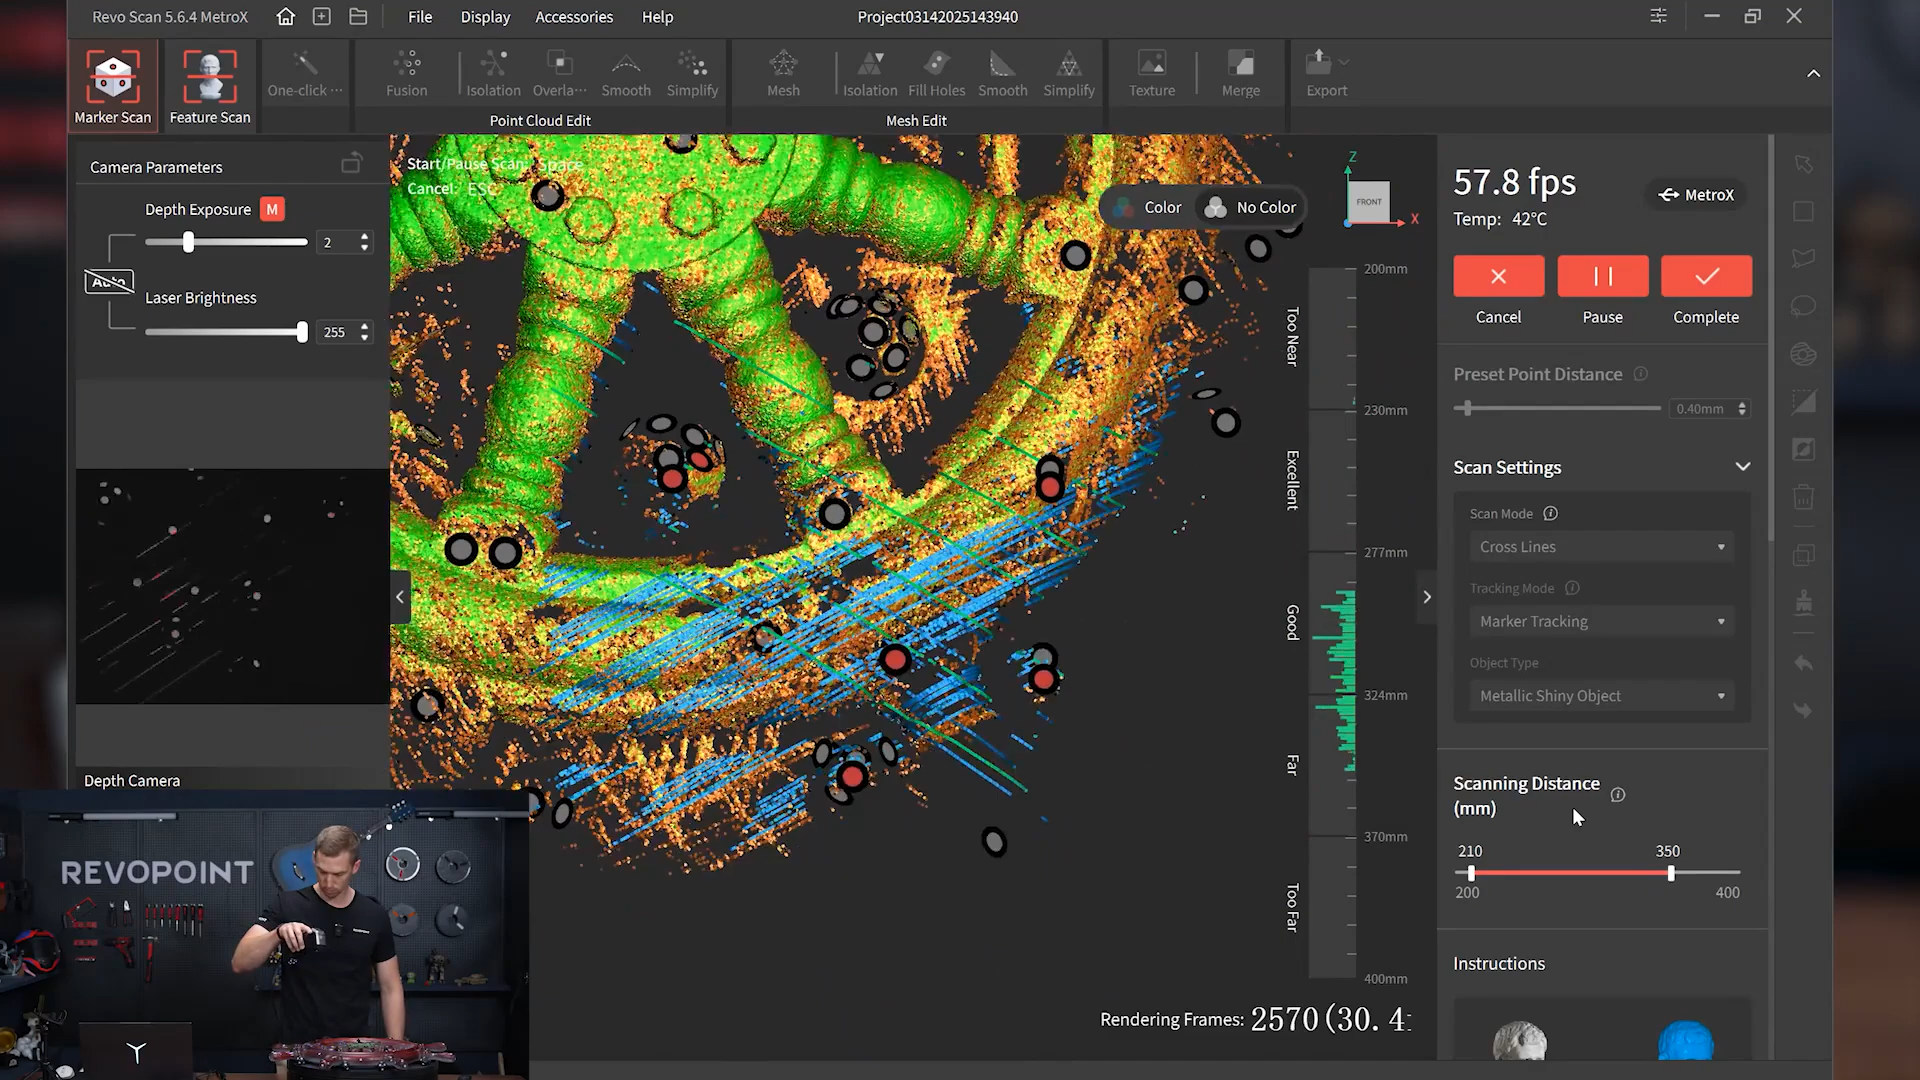 Revo Scan 5.6.4 MetroX
File
Display
Accessories
Help
Project03142025143940
Marker Scan
Feature Scan
One-click ···
Fusion
Isolation
Overla···
Smooth
Simplify
Point Cloud Edit
Mesh
Isolation
Fill Holes
Smooth
Simplify
Mesh Edit
Texture
Merge
Export
Camera Parameters
Depth Exposure M
2
Auto
Laser Brightness
255
Depth Camera
Start/Pause Scan: Space
Cancel: ESC
Color
No Color
Z
FRONT
X
200mm
Too Near
230mm
Excellent
277mm
Good
324mm
Far
370mm
Too Far
400mm
Rendering Frames: 2570(30.4
57.8 fps
MetroX
Temp: 42°C
Cancel
Pause
Complete
Preset Point Distance
0.40mm
Scan Settings
Scan Mode
Cross Lines
Tracking Mode
Marker Tracking
Object Type
Metallic Shiny Object
Scanning Distance
(mm)
210
350
200
400
Instructions
REVOPOINT